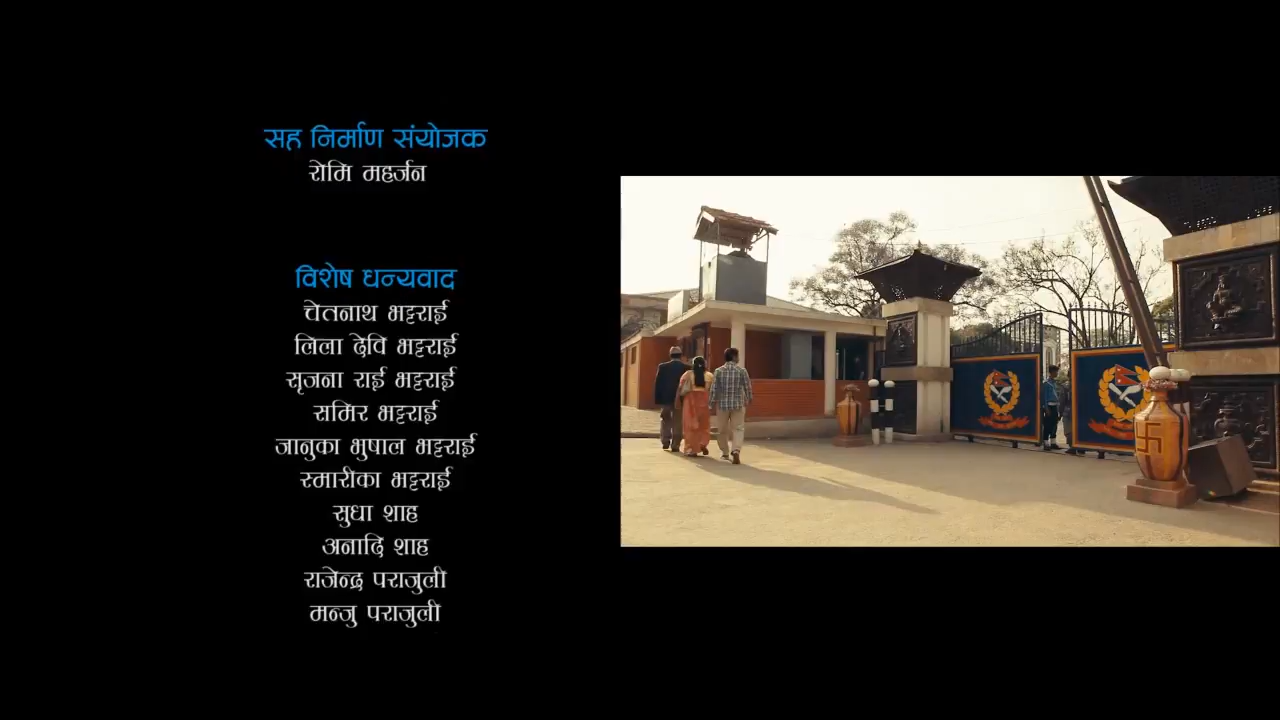 सह निर्माण संयोजक
रोमि महर्जन
विशेष धन्यवाद
चेतनाथ भट्टराई
लिला देवि भट्टराई
सृजना राई भट्टराई
समिर भट्टराई
जानुका भुषाल भट्टराई
स्मारीका भट्टराई
सुधा शाह
अनादि शाह
राजेन्द्र पराजुली
मन्जु पराजुली